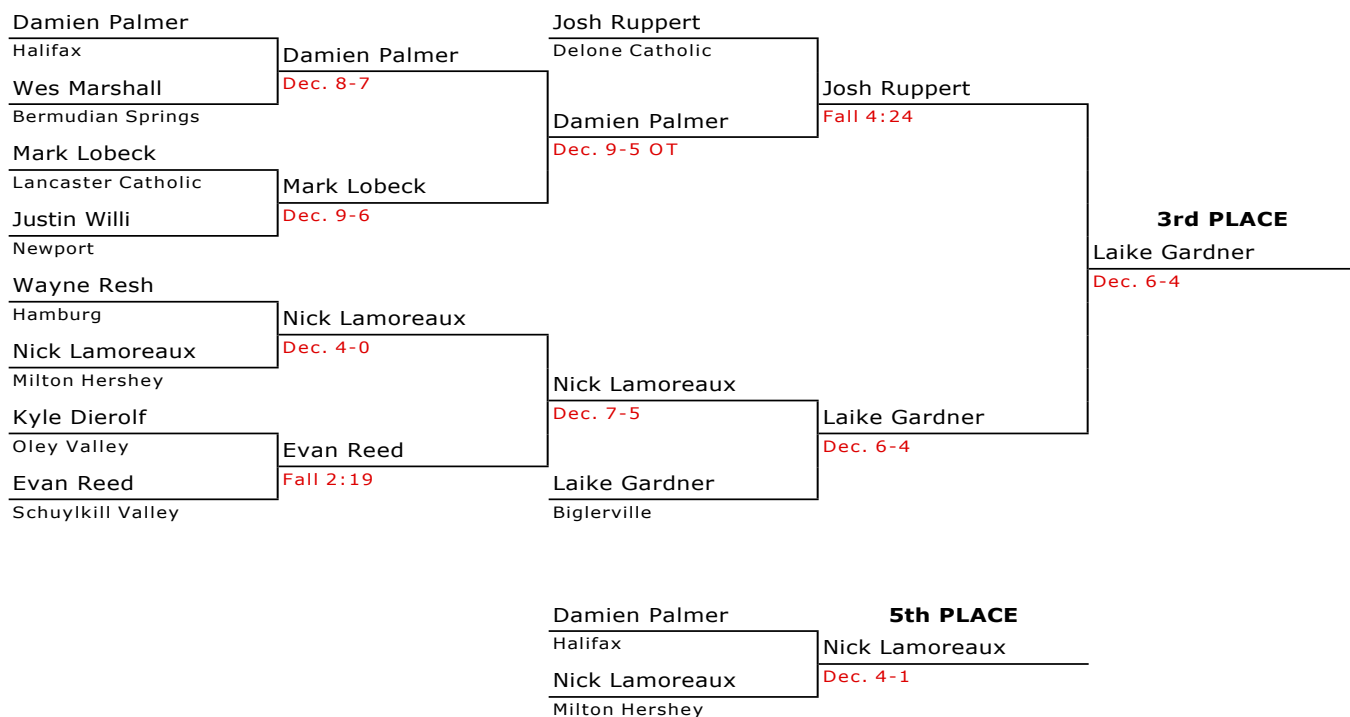 Damien Palmer
Halifax
Wes Marshall
Bermudian Springs
Mark Lobeck
Lancaster Catholic
Justin Willi
Newport
Wayne Resh
Hamburg
Nick Lamoreaux
Milton Hershey
Kyle Dierolf
Oley Valley
Evan Reed
Schuylkill Valley
Damien Palmer
Dec. 8-7
Mark Lobeck
Dec. 9-6
Nick Lamoreaux
Dec. 4-0
Evan Reed
Fall 2:19
Josh Ruppert
Delone Catholic
Damien Palmer
Dec. 9-5 OT
Nick Lamoreaux
Dec. 7-5
Laike Gardner
Biglerville
Josh Ruppert
Fall 4:24
Laike Gardner
Dec. 6-4
3rd PLACE
Laike Gardner
Dec. 6-4
Damien Palmer
Halifax
Nick Lamoreaux
Milton Hershey
5th PLACE
Nick Lamoreaux
Dec. 4-1